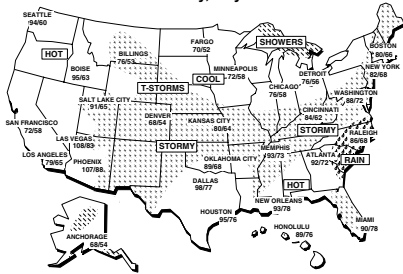 SEATTLE
94/60
HOT
BOISE
95/63
BILLINGS
76/53
FARGO
70/52
MINNEAPOLIS
72/58
COOL
T-STORMS
SHOWERS
DETROIT
76/56
CHICAGO
76/58
BOSTON
80/66
NEW YORK
82/68
WASHINGTON
88/72
CINCINNATI
84/62
STORMY
RALEIGH
86/68
SAN FRANCISCO
72/58
SALT LAKE CITY
91/65
DENVER
68/54
KANSAS CITY
80/64
LAS VEGAS
108/83
LOS ANGELES
79/65
PHOENIX
107/88
STORMY
OKLAHOMA CITY
89/68
MEMPHIS
93/73
ATLANTA
92/72
RAIN
DALLAS
98/77
HOT
NEW ORLEANS
93/78
HOUSTON
95/76
MIAMI
90/78
ANCHORAGE
68/54
HONOLULU
89/76